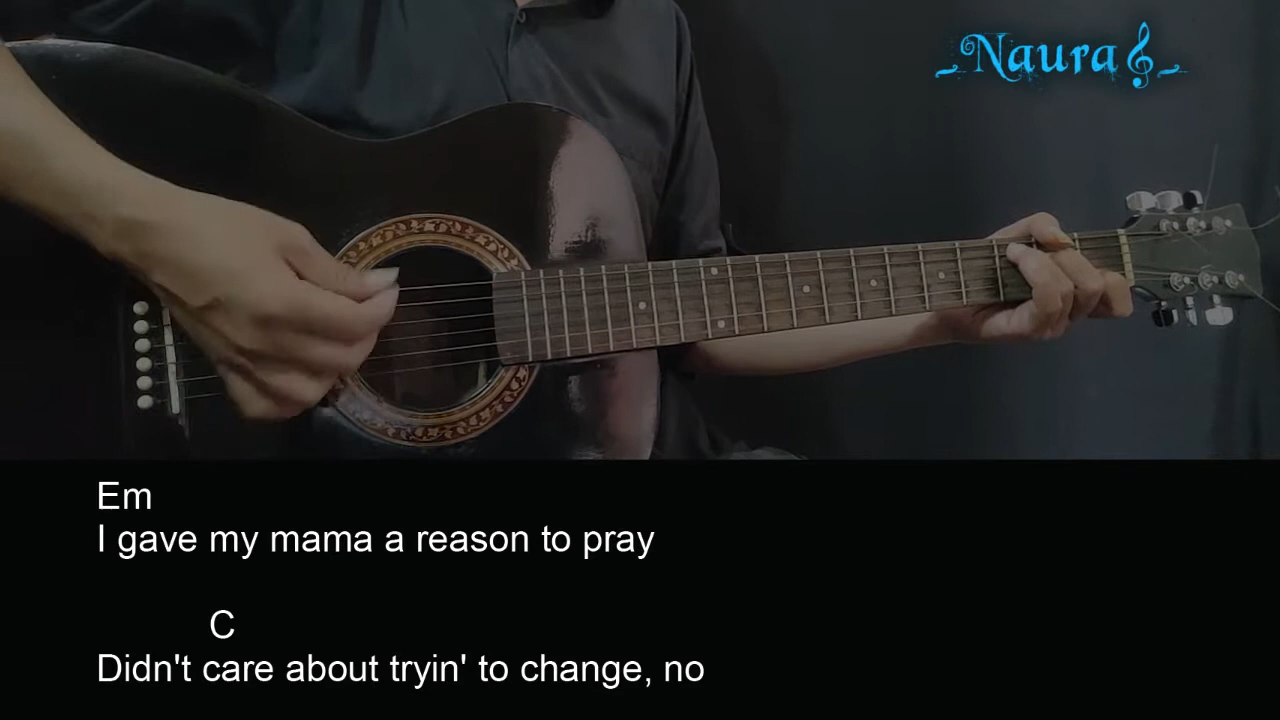 Naura
Em
I gave my mama a reason to pray
C
Didn't care about tryin' to change, no